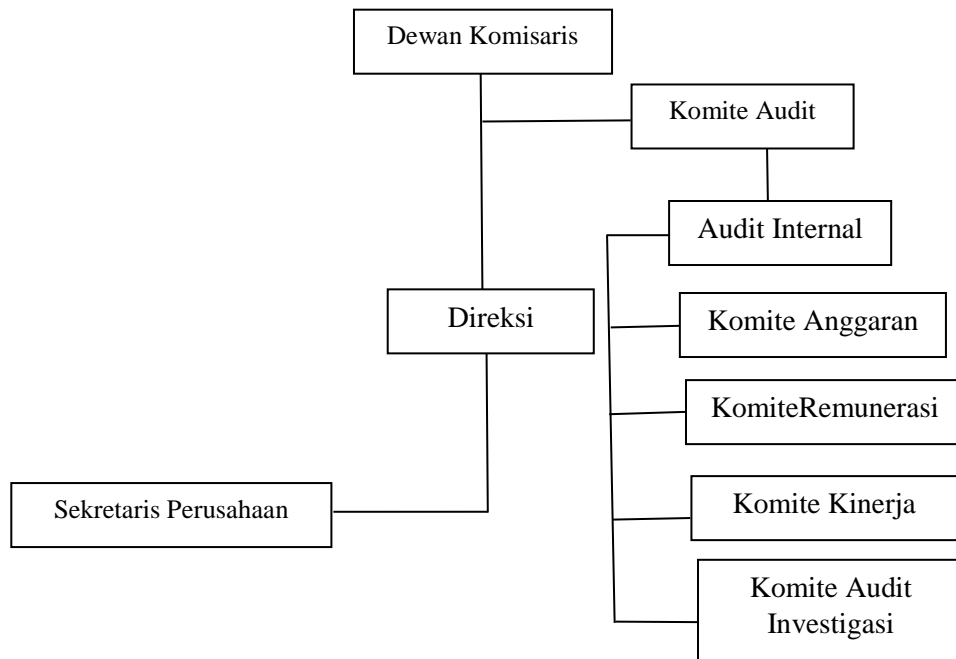 Dewan Komisaris
Komite Audit
Audit Internal
Direksi
Komite Anggaran
KomiteRemunerasi
Komite Kinerja
Sekretaris Perusahaan
Komite Audit
Investigasi